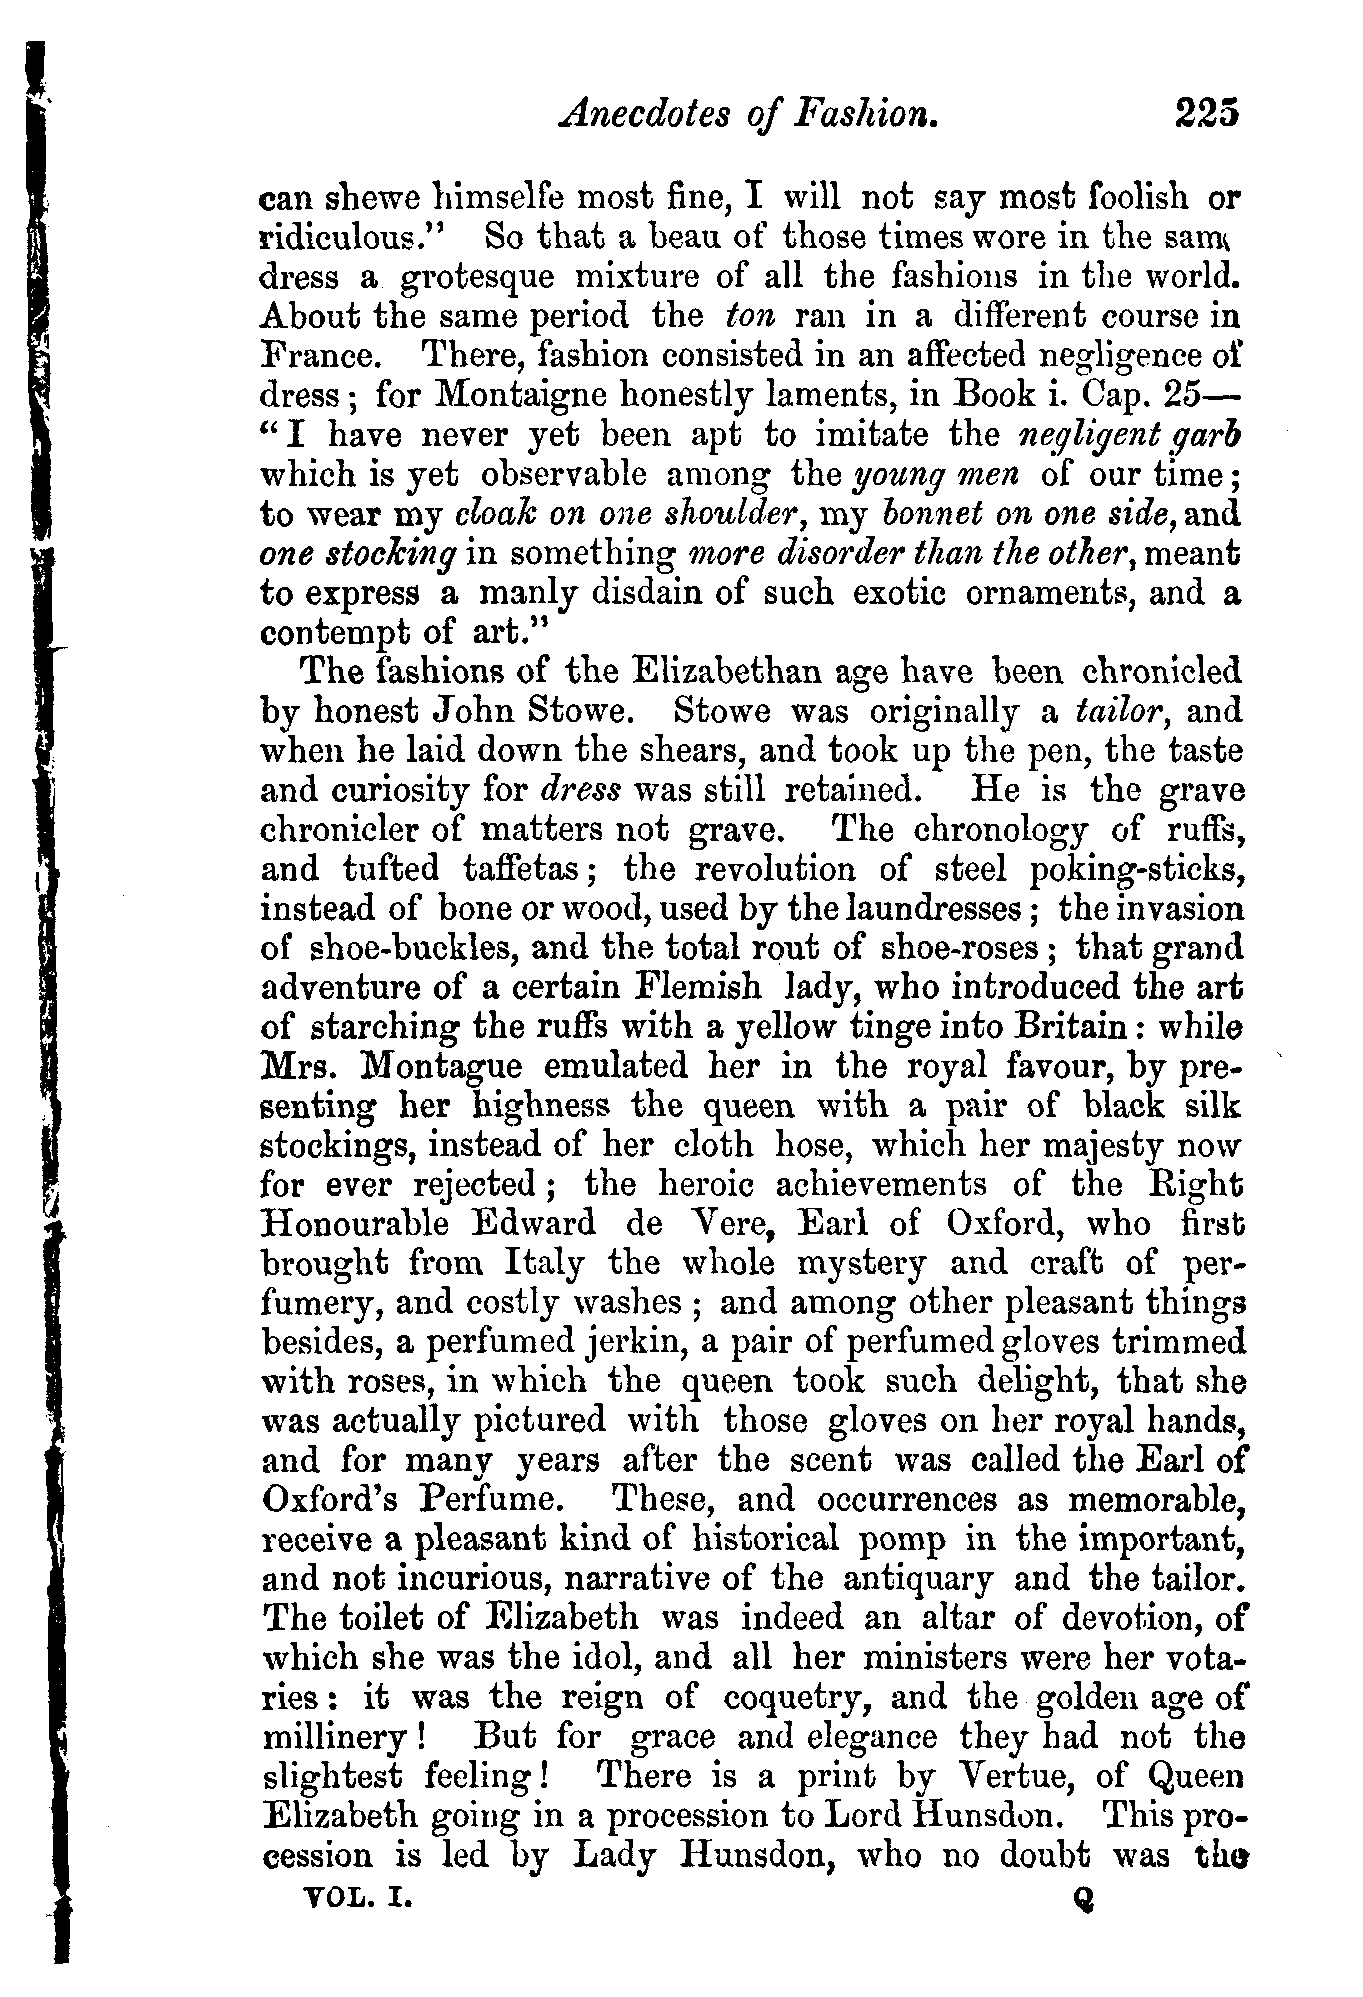 Anecdotes of Fashion. 225
can shewe himselfe most fine, I will not say most foolish or
ridiculous." So that a beau of those times wore in the same
dress a grotesque mixture of all the fashions in the world.
About the same period the ton ran in a different course in
France. There, fashion consisted in an affected negligence of
dress; for Montaigne honestly laments, in Book i. Cap. 25—
"I have never yet been apt to imitate the negligent garb
which is yet observable among the young men of our time;
to wear my cloak on one shoulder, my bonnet on one side, and
one stocking in something more disorder than the other, meant
to express a manly disdain of such exotic ornaments, and a
contempt of art."
The fashions of the Elizabethan age have been chronicled
by honest John Stowe. Stowe was originally a tailor, and
when he laid down the shears, and took up the pen, the taste
and curiosity for dress was still retained. He is the grave
chronicler of matters not grave. The chronology of ruffs,
and tufted taffetas; the revolution of steel poking-sticks,
instead of bone or wood, used by the laundresses; the invasion
of shoe-buckles, and the total rout of shoe-roses; that grand
adventure of a certain Flemish lady, who introduced the art
of starching the ruffs with a yellow tinge into Britain: while
Mrs. Montague emulated her in the royal favour, by pre-
senting her highness the queen with a pair of black silk
stockings, instead of her cloth hose, which her majesty now
for ever rejected; the heroic achievements of the Right
Honourable Edward de Vere, Earl of Oxford, who first
brought from Italy the whole mystery and craft of per-
fumery, and costly washes; and among other pleasant things
besides, a perfumed jerkin, a pair of perfumed gloves trimmed
with roses, in which the queen took such delight, that she
was actually pictured with those gloves on her royal hands,
and for many years after the scent was called the Earl of
Oxford's Perfume. These, and occurrences as memorable,
receive a pleasant kind of historical pomp in the important,
and not incurious, narrative of the antiquary and the tailor.
The toilet of Elizabeth was indeed an altar of devotion, of
which she was the idol, and all her ministers were her vota-
ries: it was the reign of coquetry, and the golden age of
millinery! But for grace and elegance they had not the
slightest feeling! There is a print by Vertue, of Queen
Elizabeth going in a procession to Lord Hunsdon. This pro-
cession is led by Lady Hunsdon, who no doubt was the
VOL. I. Q